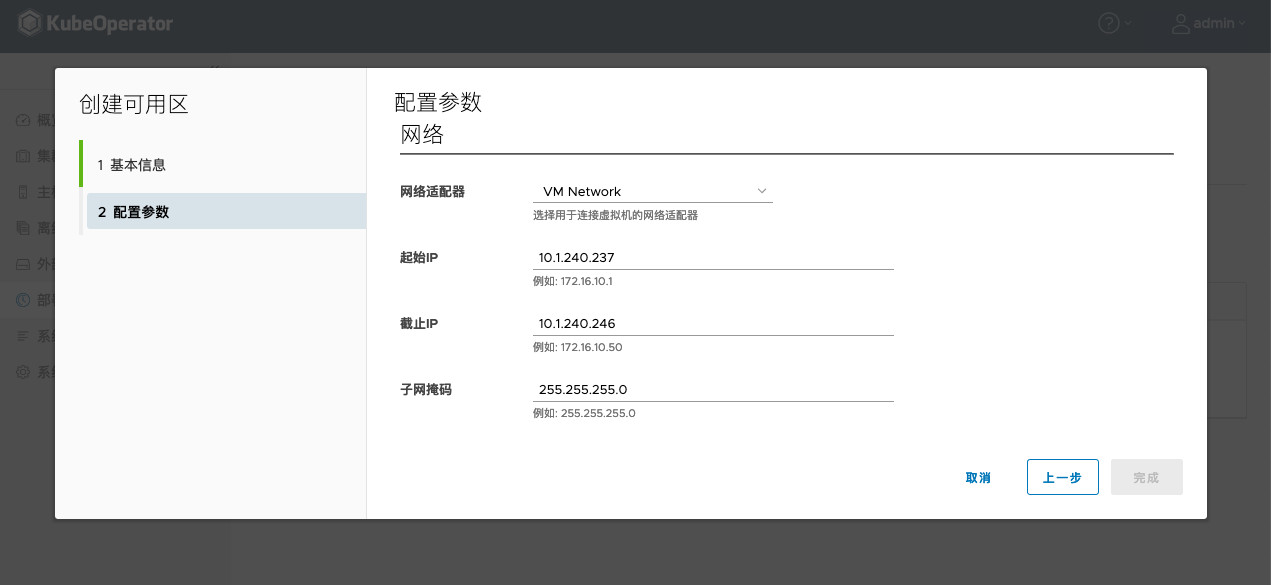 KubeOperator
admin
创建可用区
1 基本信息
2 配置参数
配置参数
网络
网络适配器
VM Network
选择用于连接虚拟机的网络适配器
起始IP
10.1.240.237
例如: 172.16.10.1
截止IP
10.1.240.246
例如: 172.16.10.50
子网掩码
255.255.255.0
例如: 255.255.255.0
取消
上一步
完成